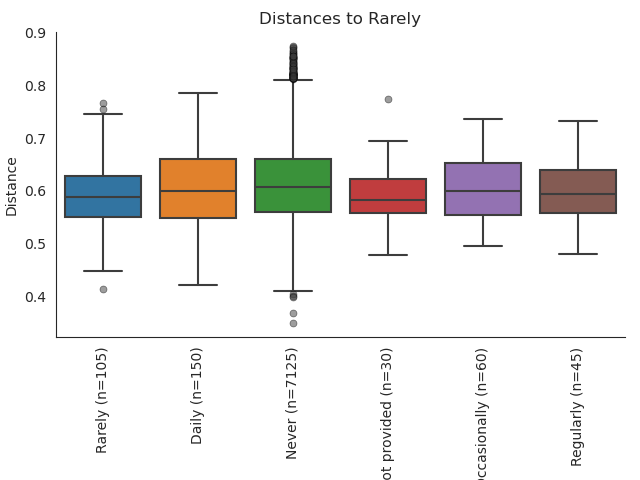 Distances to Rarely
Distance
0.9
0.8
0.7
0.6
0.5
0.4
Rarely (n=105)
Daily (n=150)
Never (n=7125)
ot provided (n=30)
ccasionally (n=60)
Regularly (n=45)